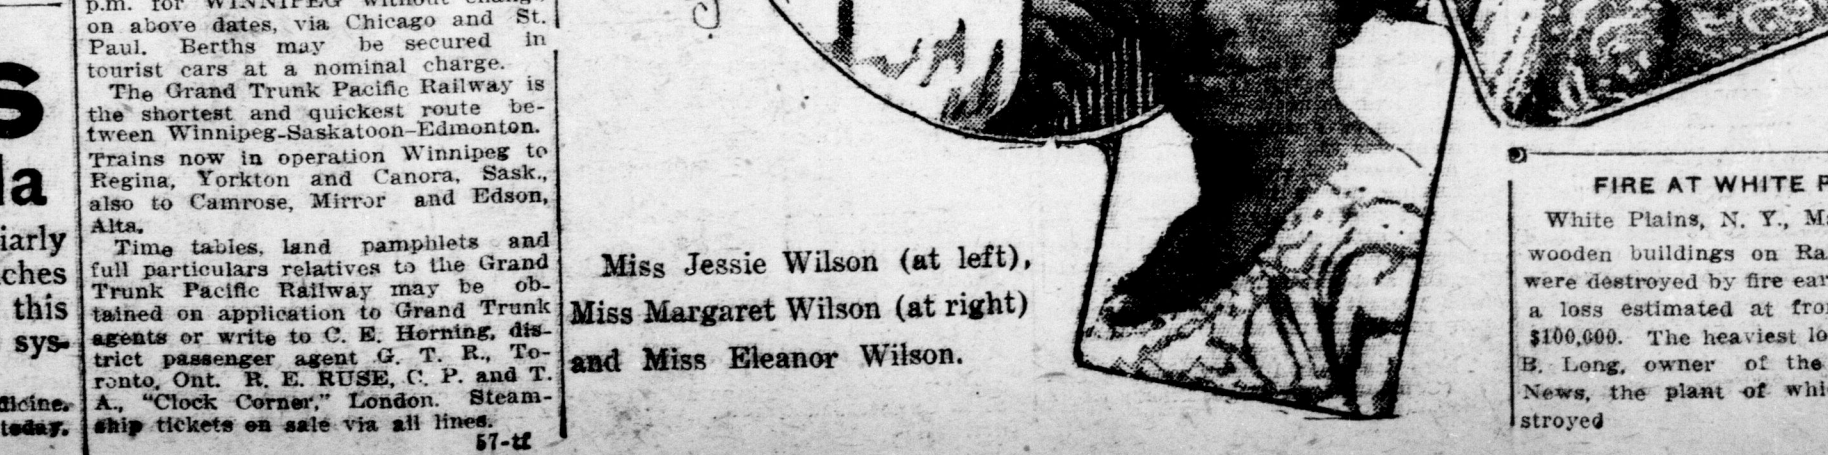 s
la
iarly
ches
this
sys-
dicine.
today.
p.m. for WINNIPEG without
on above dates, via Chicago and St.
Paul. Berths may be secured in
tourist cars at a nominal charge.
The Grand Trunk Pacific Railway is
the shortest and quickest route be-
tween Winnipeg-Saskatoon-Edmonton.
Trains now in operation Winnipeg to
Regina, Yorkton and Canora, Sask.,
also to Camrose, Mirror and Edson,
Alta.
Time tables, land pamphlets and
full particulars relatives to the Grand
Trunk Pacific Railway may be ob-
tained on application to Grand Trunk
agents or write to C. E. Horning, dis-
trict passenger agent G. T. R., To-
ronto, Ont. R. E. RUSE, C. P. and T.
A., "Clock Corner," London. Steam-
ship tickets on sale via all lines.
57-tf
Miss Jessie Wilson (at left),
Miss Margaret Wilson (at right)
and Miss Eleanor Wilson.
FIRE AT WHITE P
White Plains, N. Y., Ma
wooden buildings on Ra
were destroyed by fire ear
a loss estimated at fro
$100,000. The heaviest lo
B. Long, owner of the
News, the plant of whi
stroyed